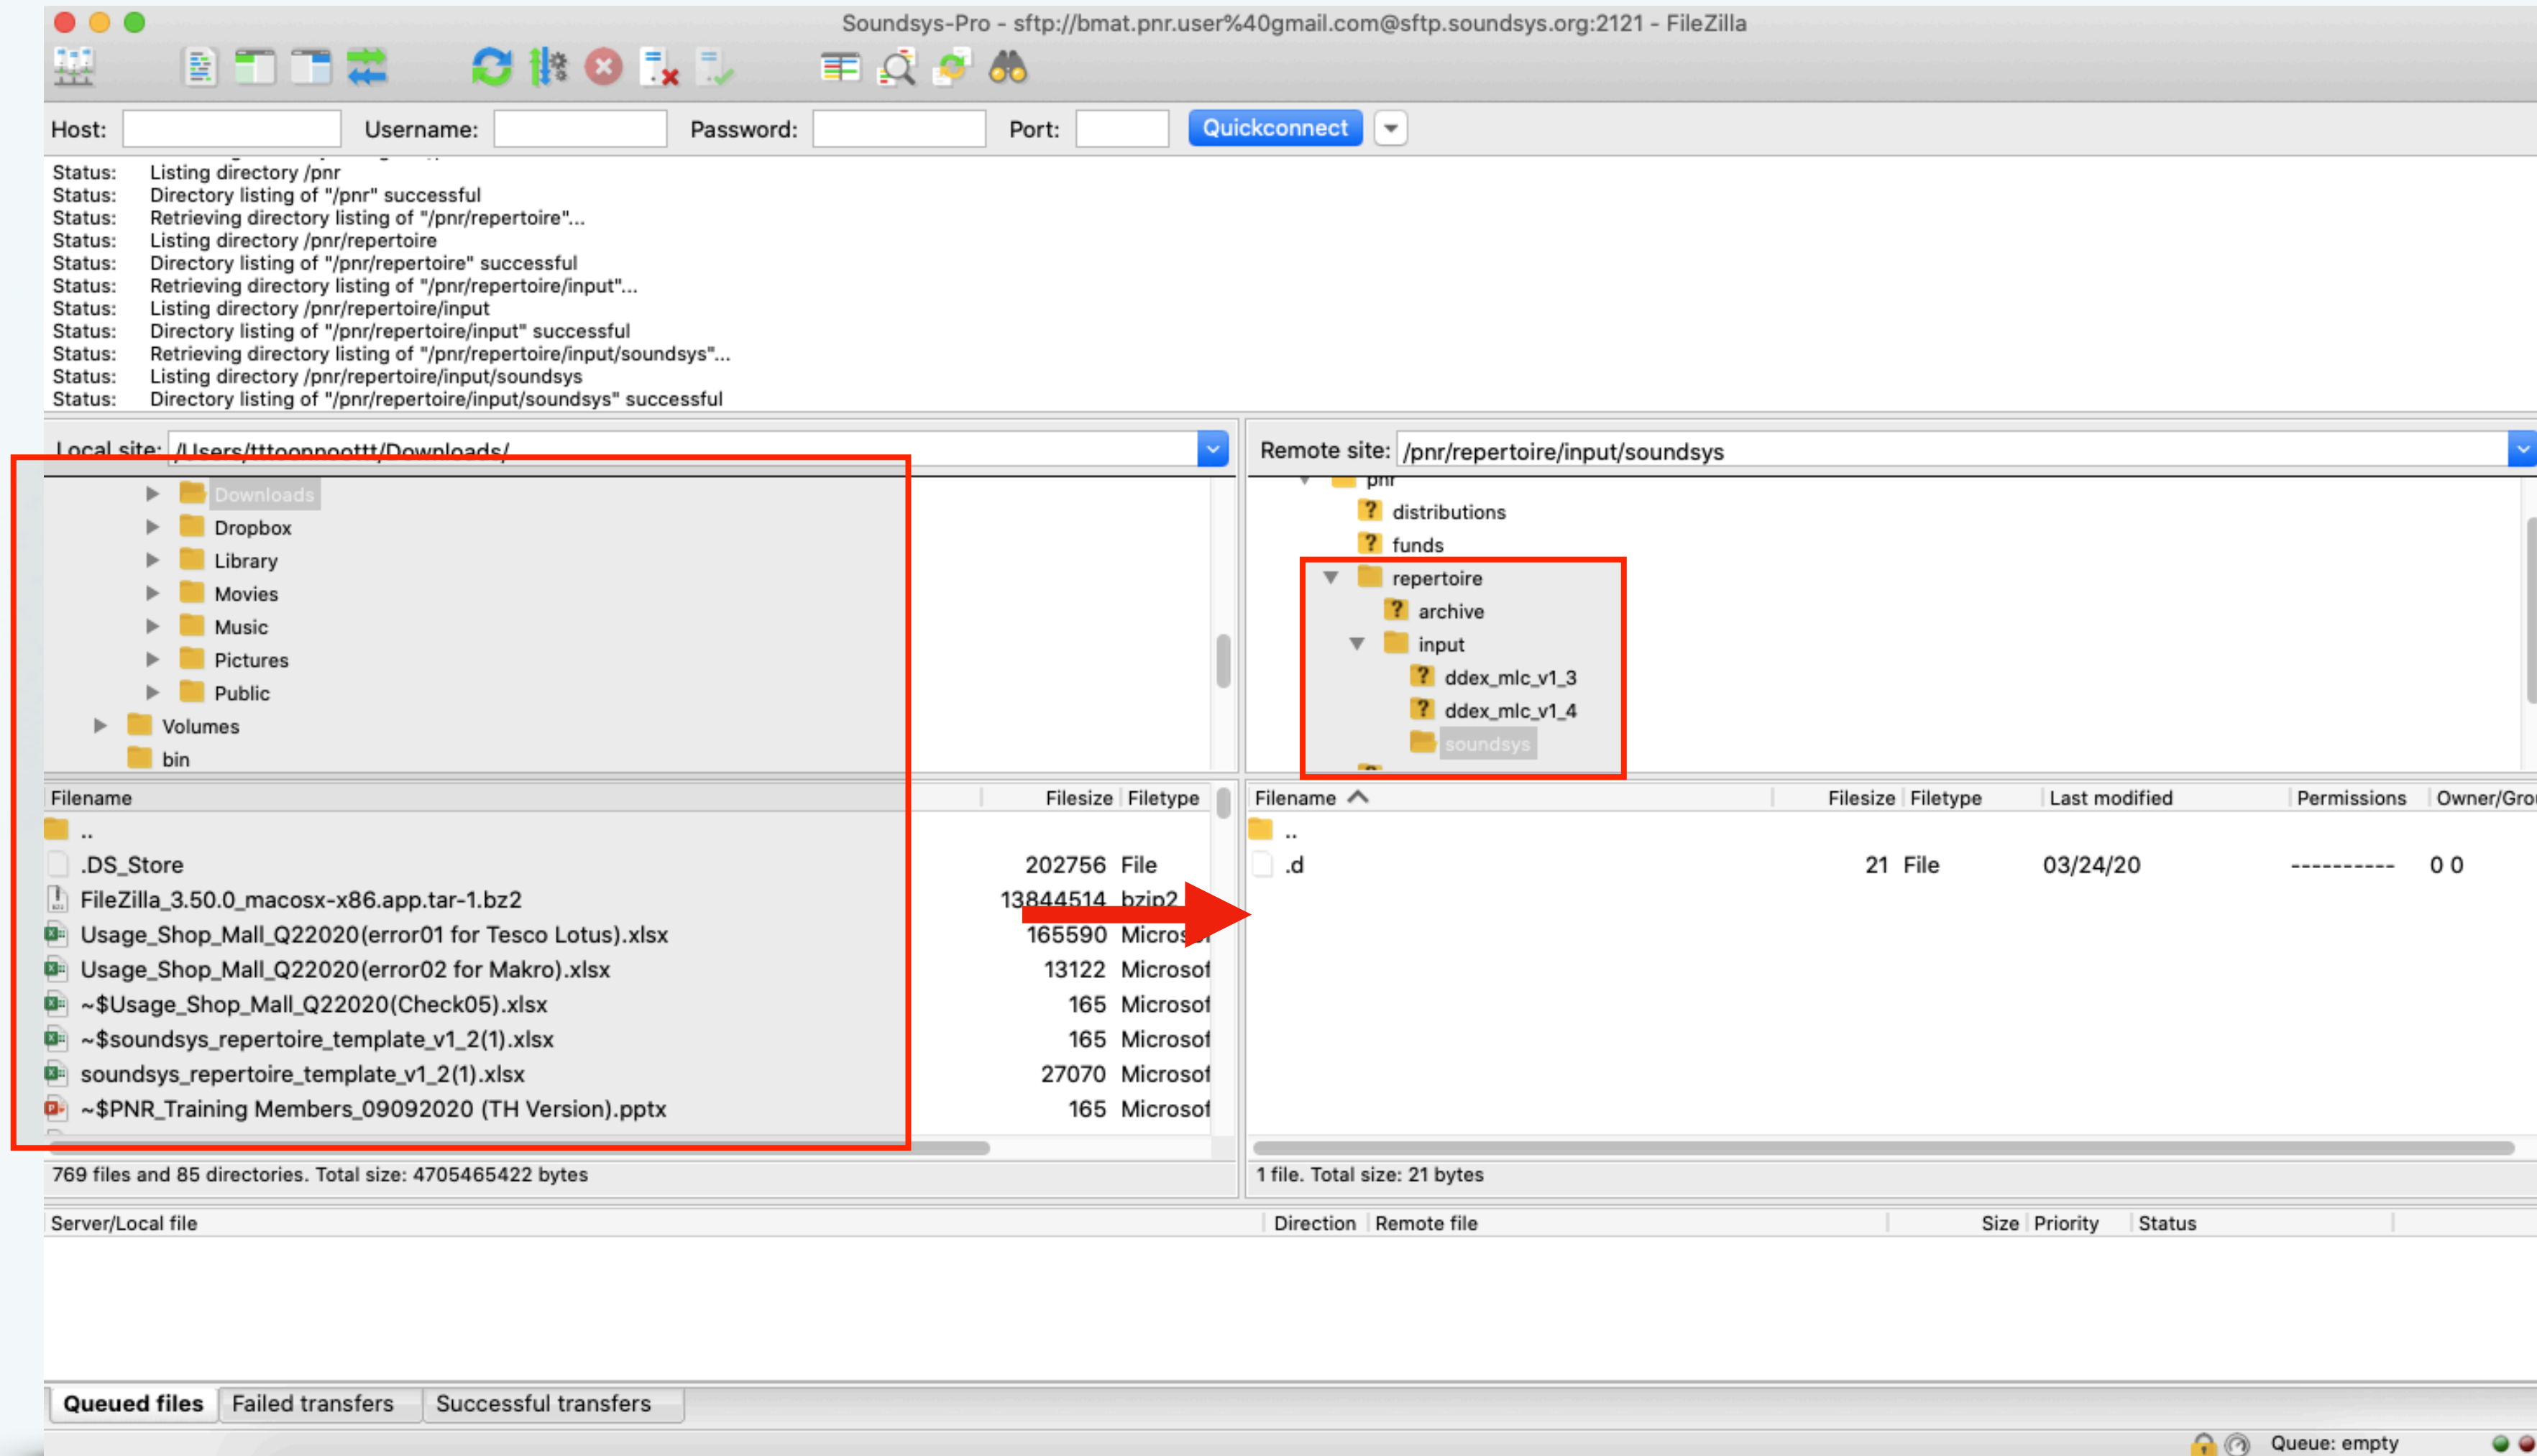 Soundsys-Pro - sftp://bmat.pnr.user%40gmail.com@sftp.soundsys.org:2121 - FileZilla
Host: Username: Password: Port: Quickconnect
Status: Listing directory /pnr
Status: Directory listing of "/pnr" successful
Status: Retrieving directory listing of "/pnr/repertoire"...
Status: Listing directory /pnr/repertoire
Status: Directory listing of "/pnr/repertoire" successful
Status: Retrieving directory listing of "/pnr/repertoire/input"...
Status: Listing directory /pnr/repertoire/input
Status: Directory listing of "/pnr/repertoire/input" successful
Status: Retrieving directory listing of "/pnr/repertoire/input/soundsys"...
Status: Listing directory /pnr/repertoire/input/soundsys
Status: Directory listing of "/pnr/repertoire/input/soundsys" successful
Local site: /Users/tttoonnoottt/Downloads/
Downloads
Dropbox
Library
Movies
Music
Pictures
Public
Volumes
bin
Remote site: /pnr/repertoire/input/soundsys
pnr
distributions
funds
repertoire
archive
input
ddex_mlc_v1_3
ddex_mlc_v1_4
soundsys
Filename Filesize Filetype
..
.DS_Store 202756 File
FileZilla_3.50.0_macosx-x86.app.tar-1.bz2 13844514 bzip2
Usage_Shop_Mall_Q22020(error01 for Tesco Lotus).xlsx 165590 Microsof
Usage_Shop_Mall_Q22020(error02 for Makro).xlsx 13122 Microsof
~$Usage_Shop_Mall_Q22020(Check05).xlsx 165 Microsof
~$soundsys_repertoire_template_v1_2(1).xlsx 165 Microsof
soundsys_repertoire_template_v1_2(1).xlsx 27070 Microsof
~$PNR_Training Members_09092020 (TH Version).pptx 165 Microsof
769 files and 85 directories. Total size: 4705465422 bytes
Filename Filesize Filetype Last modified Permissions Owner/Grou
..
.d 21 File 03/24/20 ---------- 0 0
1 file. Total size: 21 bytes
Server/Local file Direction Remote file Size Priority Status
Queued files Failed transfers Successful transfers
Queue: empty